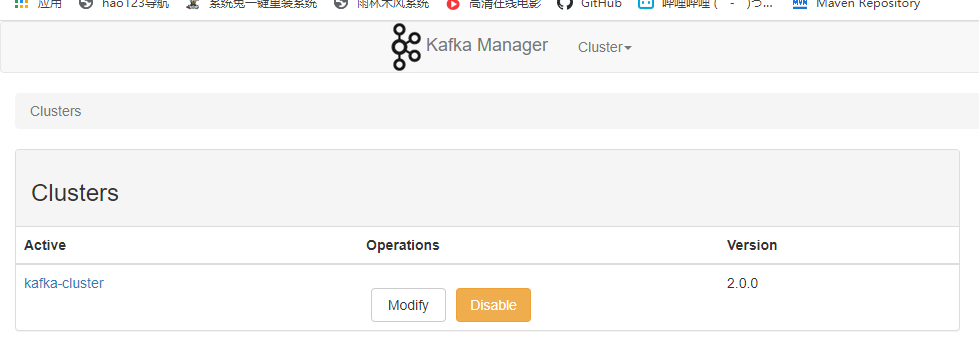 应用 hao123导航 系统兔一键重装系统 雨林木风系统 高清在线电影 GitHub 哔哩哔哩 ( ゜- ゜)つ... Maven Repository
Kafka Manager Cluster
Clusters
Clusters
Active Operations Version
kafka-cluster 2.0.0
Modify Disable